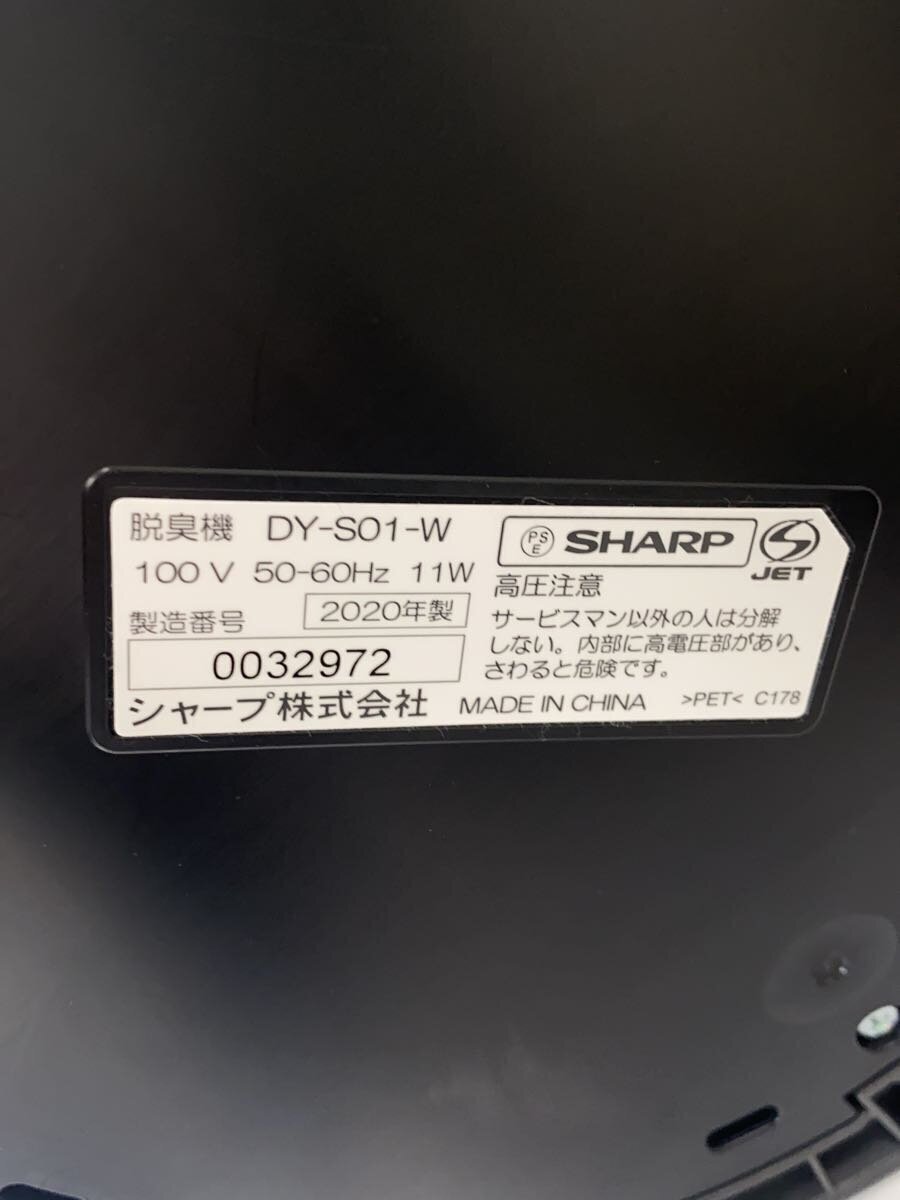 脱臭機 DY-S01-W
100V 50-60Hz 11W
製造番号 2020年製
0032972
シャープ株式会社 MADE IN CHINA >PET< C178
PSE SHARP JET
高圧注意
サービスマン以外の人は分解
しない。内部に高電圧部があり、
さわると危険です。